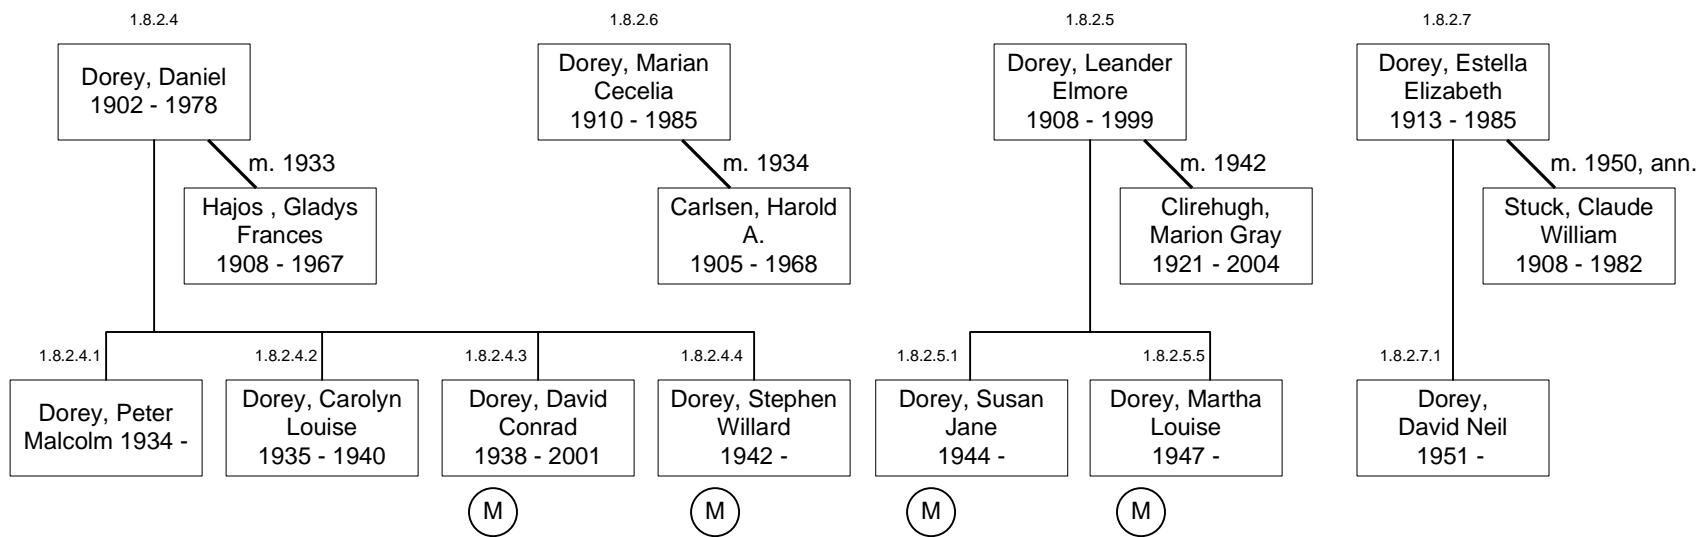 1.8.2.4
1.8.2.6
1.8.2.5
1.8.2.7
Dorey, Daniel
1902 - 1978
Dorey, Marian
Cecelia
1910 - 1985
Dorey, Leander
Elmore
1908 - 1999
Dorey, Estella
Elizabeth
1913 - 1985
m. 1933
m. 1934
m. 1942
m. 1950, ann.
Hajos , Gladys
Frances
1908 - 1967
Carlsen, Harold
A.
1905 - 1968
Clirehugh,
Marion Gray
1921 - 2004
Stuck, Claude
William
1908 - 1982
1.8.2.4.1
1.8.2.4.2
1.8.2.4.3
1.8.2.4.4
1.8.2.5.1
1.8.2.5.5
1.8.2.7.1
Dorey, Peter
Malcolm 1934 -
Dorey, Carolyn
Louise
1935 - 1940
Dorey, David
Conrad
1938 - 2001
Dorey, Stephen
Willard
1942 -
Dorey, Susan
Jane
1944 -
Dorey, Martha
Louise
1947 -
Dorey,
David Neil
1951 -
M
M
M
M